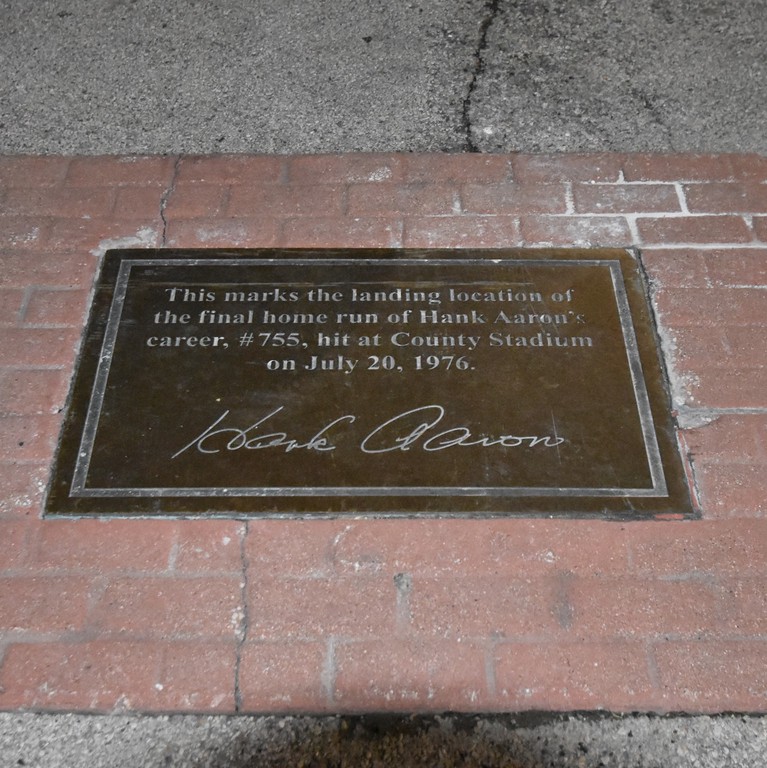 This marks the landing location of
the final home run of Hank Aaron's
career, #755, hit at County Stadium
on July 20, 1976.
Hank Aaron